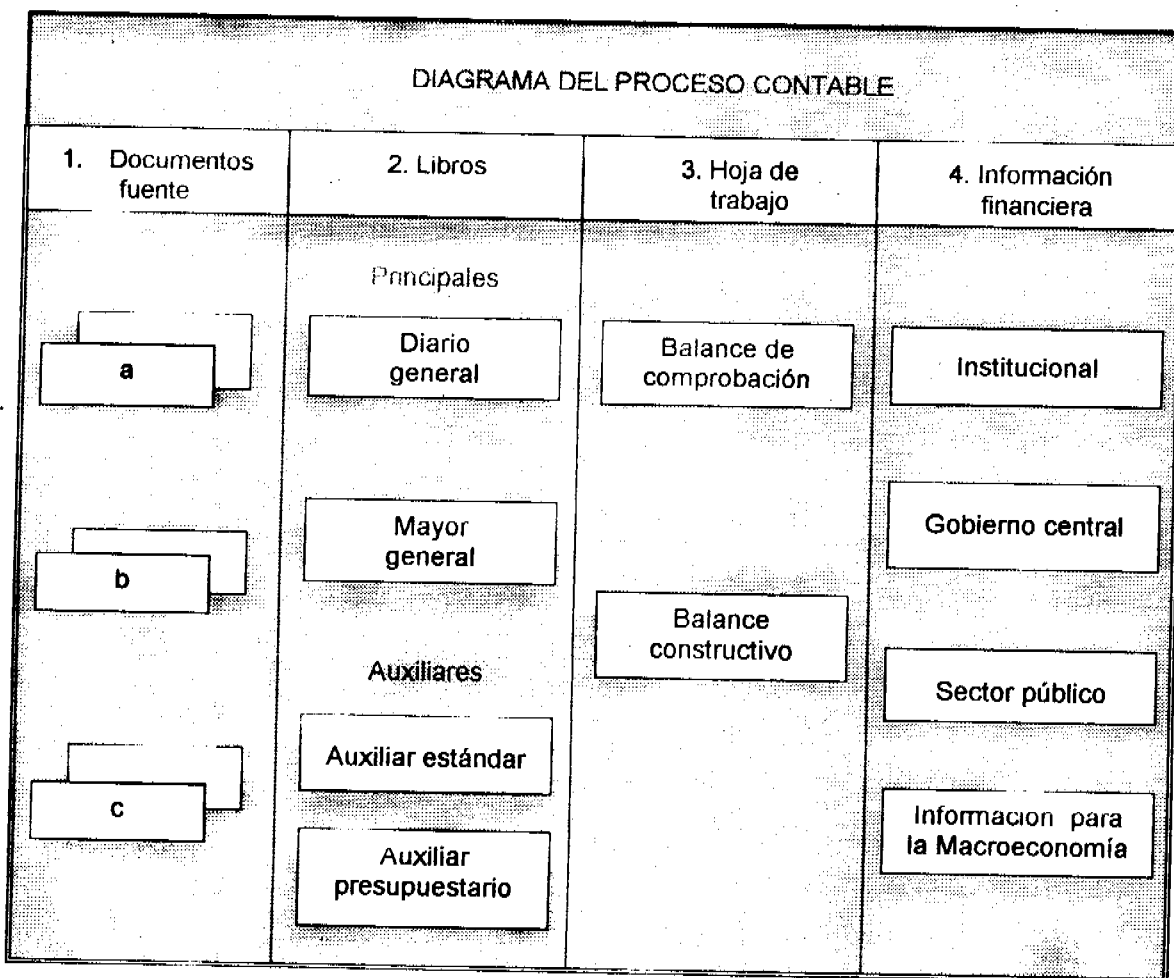 DIAGRAMA DEL PROCESO CONTABLE
1. Documentos
fuente
2. Libros
3. Hoja de
trabajo
4. Información
financiera
a
b
c
Principales
Diario
general
Mayor
general
Auxiliares
Auxiliar estándar
Auxiliar
presupuestario
Balance de
comprobación
Balance
constructivo
Institucional
Gobierno central
Sector público
Informacion para
la Macroeconomía